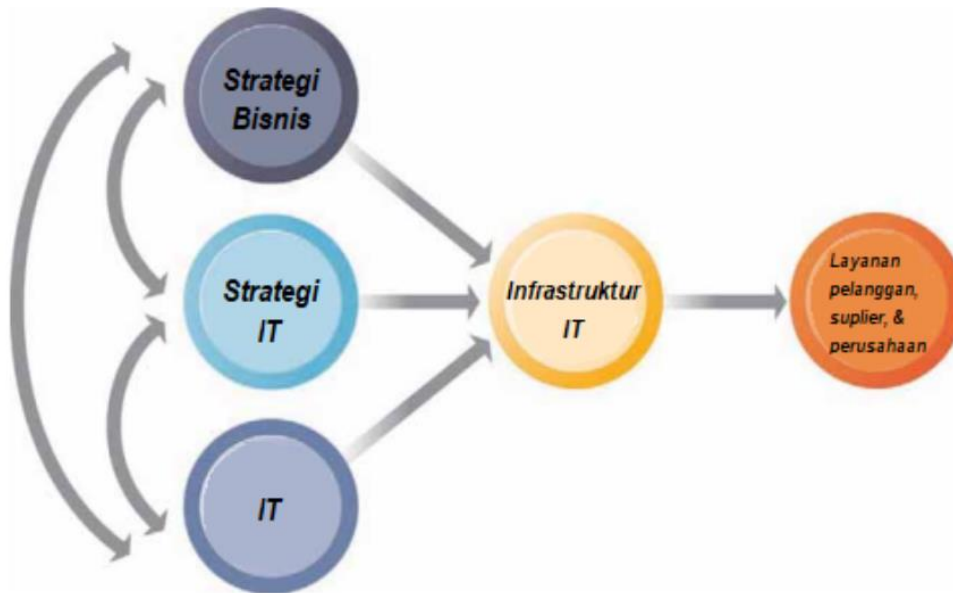 Strategi
Bisnis
Strategi
IT
IT
Infrastruktur
IT
Layanan
pelanggan,
suplier, &
perusahaan